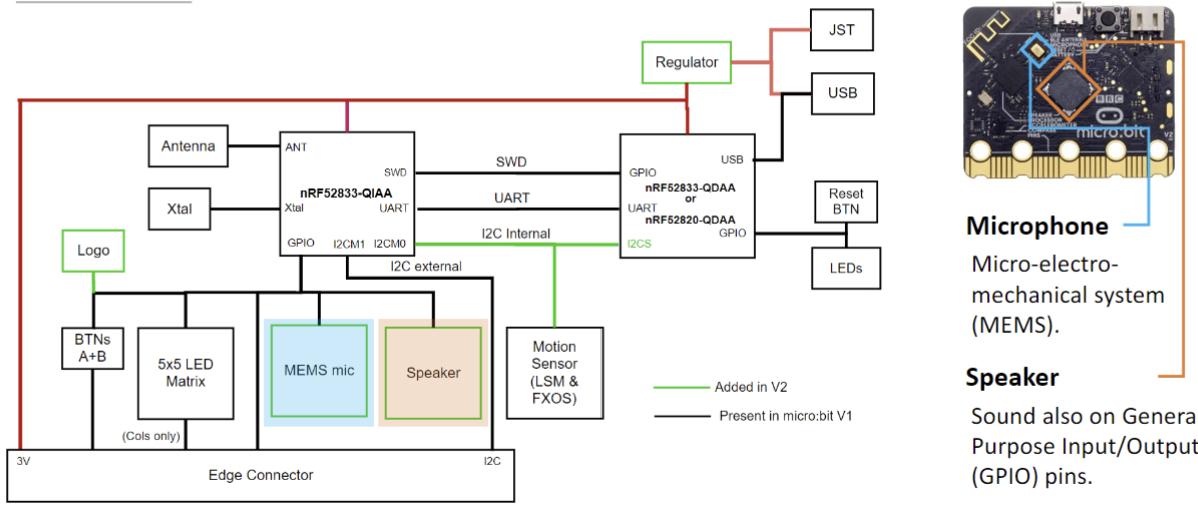 JST
Regulator
USB
Antenna
ANT
SWD
nRF52833-QIAA
Xtal
Xtal
UART
GPIO
I2CM1
I2CM0
SWD
UART
I2C Internal
I2C external
USB
GPIO
nRF52833-QDAA
or
UART
nRF52820-QDAA
GPIO
I2CS
Reset
BTN
LEDs
Logo
BTNs
A+B
5x5 LED
Matrix
(Cols only)
MEMS mic
Speaker
Motion
Sensor
(LSM &
FXOS)
Added in V2
Present in micro:bit V1
3V
I2C
Edge Connector
BBC
micro:bit
V2
Microphone
Micro-electro-
mechanical system
(MEMS).
Speaker
Sound also on Genera
Purpose Input/Output
(GPIO) pins.